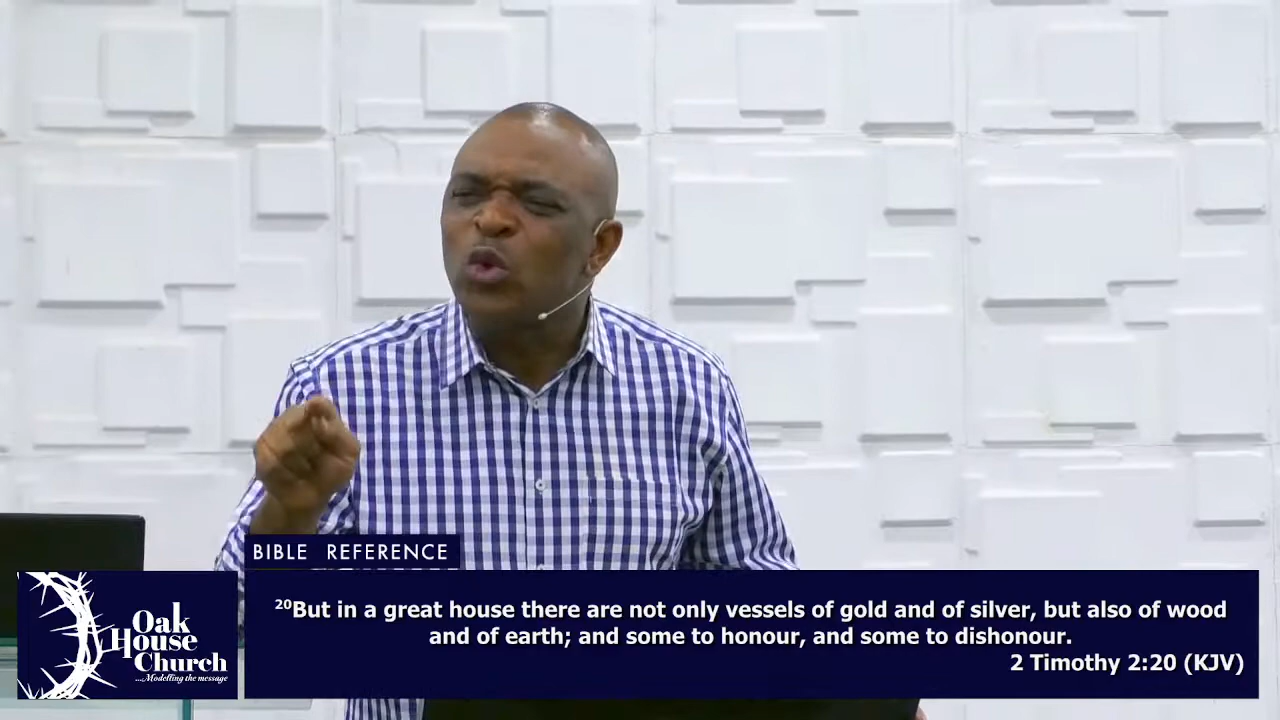 BIBLE REFERENCE
20But in a great house there are not only vessels of gold and of silver, but also of wood
and of earth; and some to honour, and some to dishonour.
2 Timothy 2:20 (KJV)
Oak
House
Church
...Modelling the message